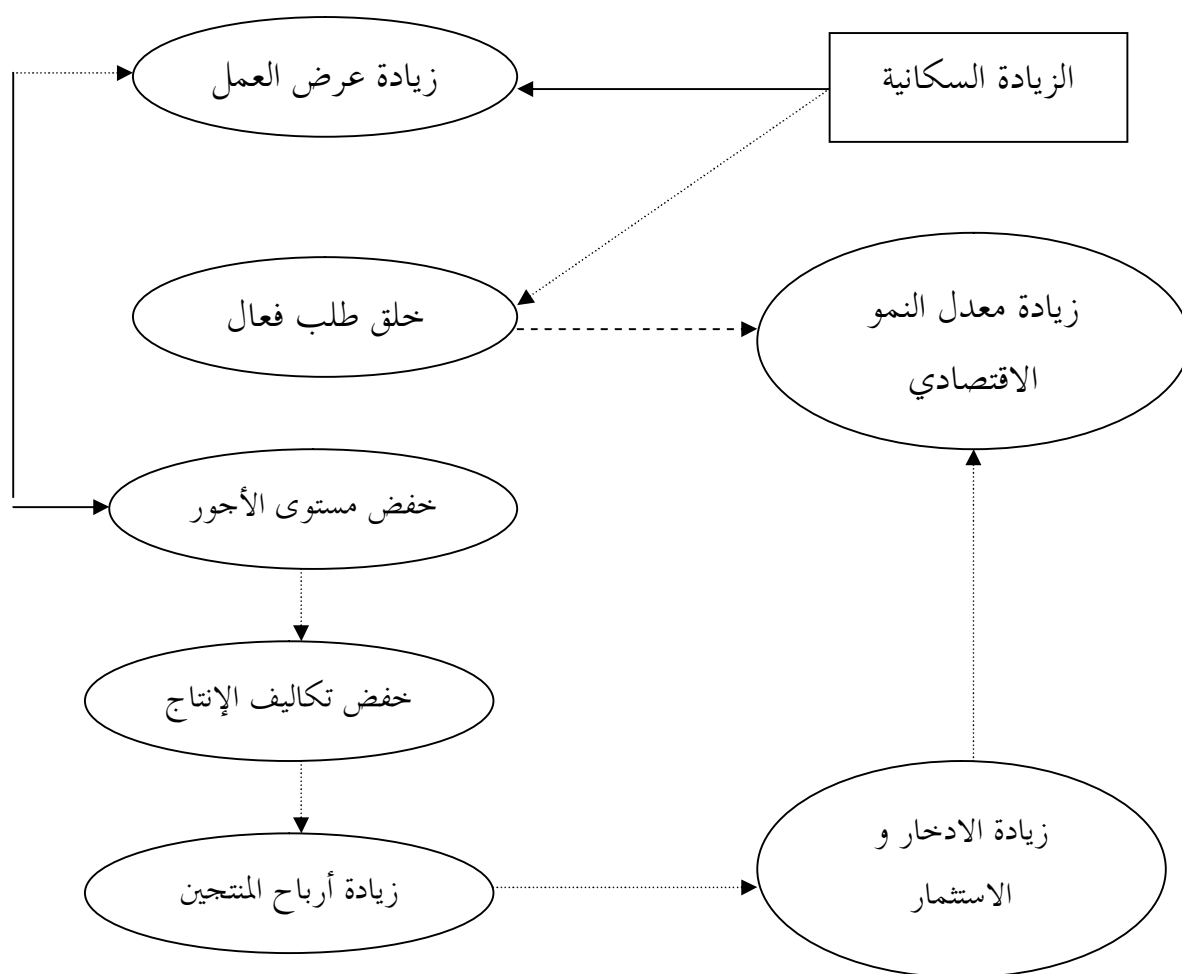 الزيادة السكانية
زيادة عرض العمل
خلق طلب فعال
زيادة معدل النمو
الاقتصادي
خفض مستوى الأجور
خفض تكاليف الإنتاج
زيادة أرباح المنتجين
زيادة الادخار و
الاستثمار